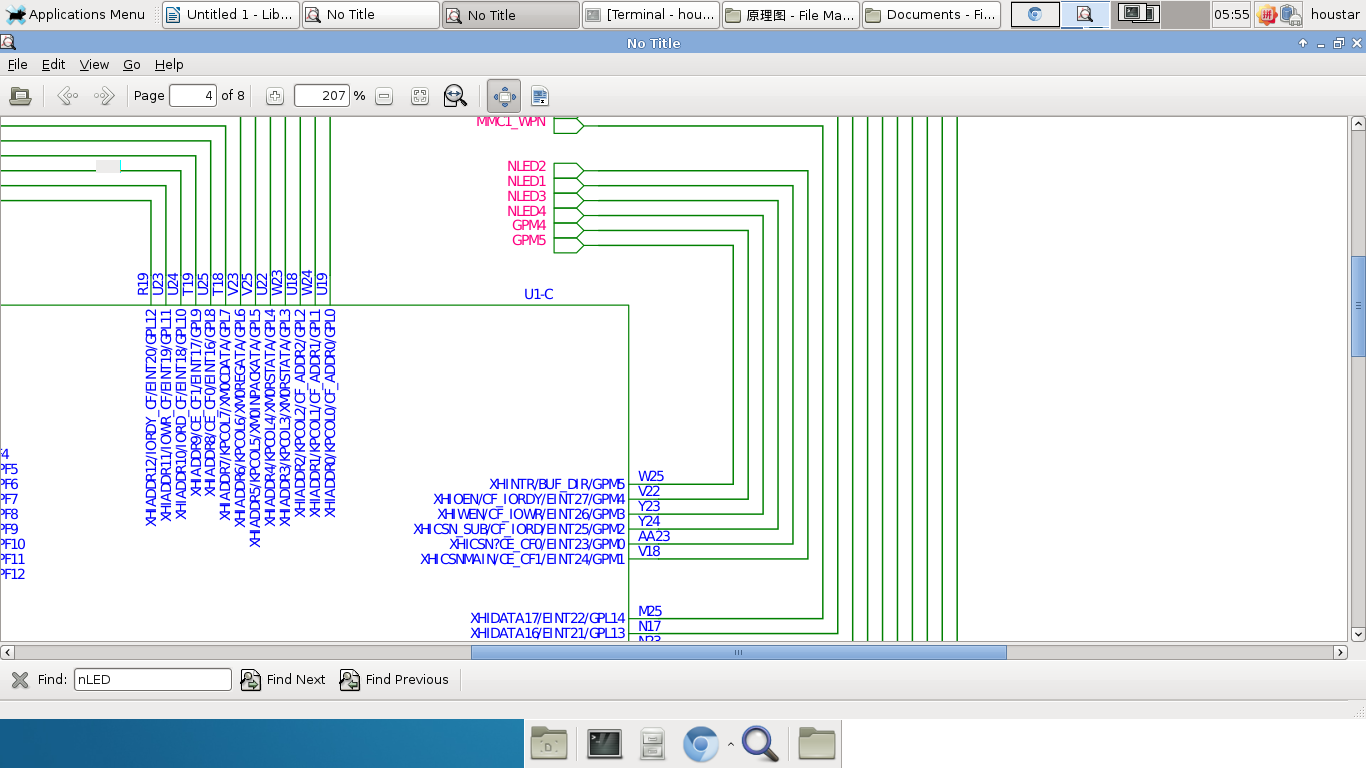 Applications Menu
Untitled 1 - Lib...
No Title
No Title
[Terminal - hou...
原理图 - File Ma...
Documents - Fi...
05:55
houstar
No Title
File Edit View Go Help
Page 4 of 8
207 %
MMC1_WPN
NLED2
NLED1
NLED3
NLED4
GPM4
GPM5
R19
U23
U24
T19
U25
T18
V23
V25
U22
W23
U18
W24
U19
U1-C
XHIADDR12/IORDY_CF/EINT20/GPL12
XHIADDR11/IOWR_CF/EINT19/GPL11
XHIADDR10/IORD_CF/EINT18/GPL10
XHIADDR9/CE_CF1/EINT17/GPL9
XHIADDR8/CE_CF0/EINT16/GPL8
XHIADDR7/KPCOL7/XM0CDATA/GPL7
XHIADDR6/KPCOL6/XM0REGATA/GPL6
XHIADDR5/KPCOL5/XM0INPACKATA/GPL5
XHIADDR4/KPCOL4/XM0RSTATA/GPL4
XHIADDR3/KPCOL3/XM0RSTATA/GPL3
XHIADDR2/KPCOL2/CF_ADDR2/GPL2
XHIADDR1/KPCOL1/CF_ADDR1/GPL1
XHIADDR0/KPCOL0/CF_ADDR0/GPL0
F4
PF5
PF6
PF7
PF8
PF9
PF10
PF11
PF12
XHINTR/BUF_DIR/GPM5 W25
XHIOEN/CF_IORDY/EINT27/GPM4 V22
XHIWEN/CF_IOWR/EINT26/GPM3 Y23
XHICSN_SUB/CF_IORD/EINT25/GPM2 Y24
XHICSN?CE_CF0/EINT23/GPM0 AA23
XHICSNMAIN/CE_CF1/EINT24/GPM1 V18
XHIDATA17/EINT22/GPL14 M25
XHIDATA16/EINT21/GPL13 N17
Find: nLED Find Next Find Previous